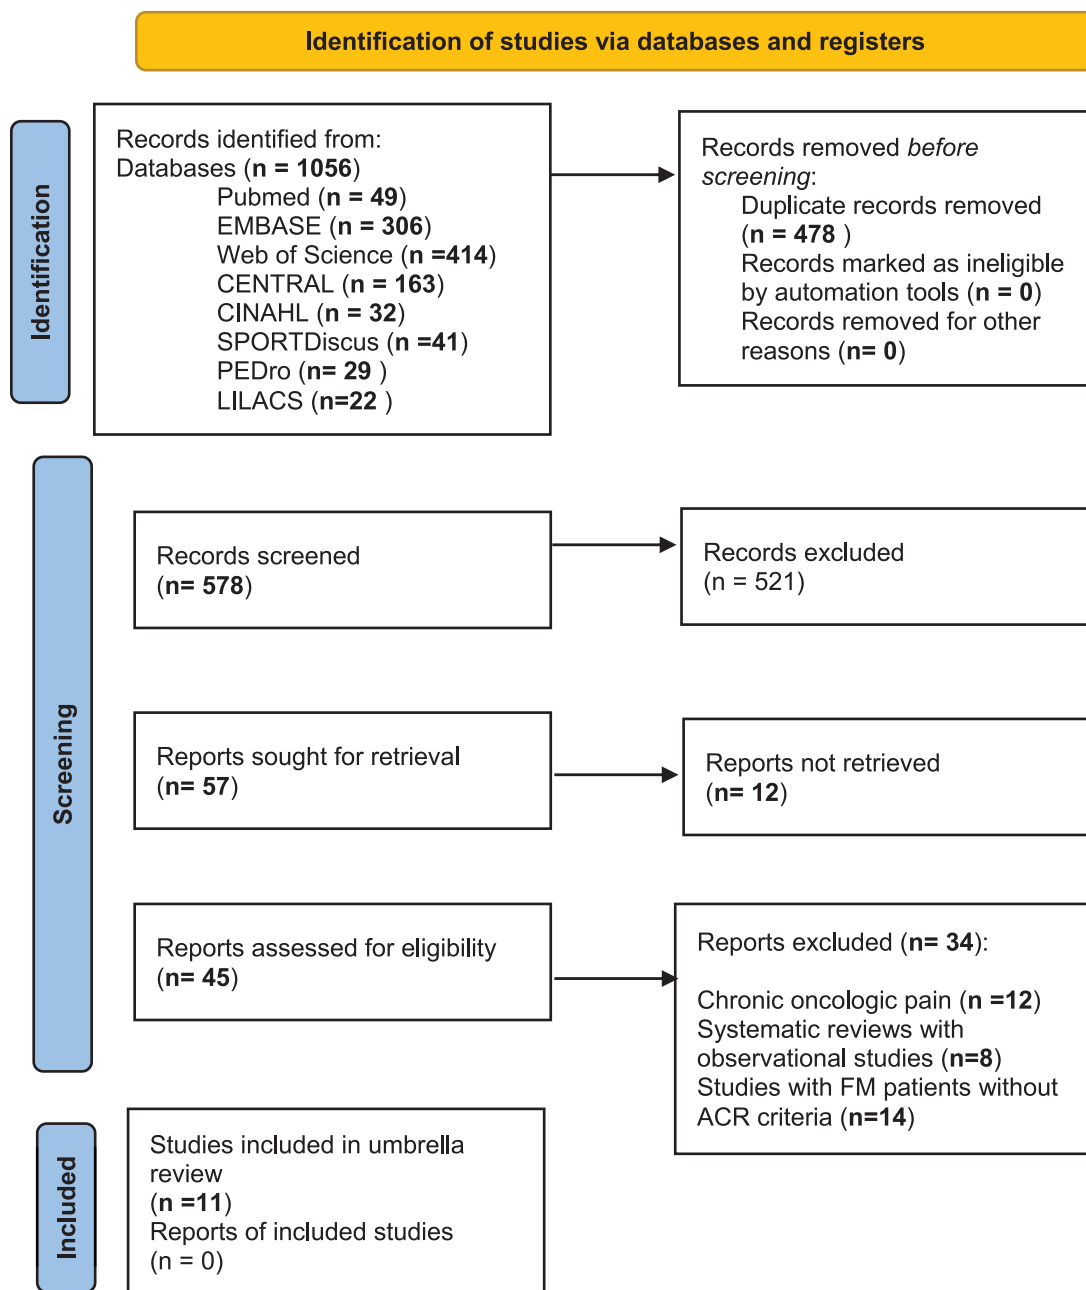 Identification of studies via databases and registers
Identification
Records identified from:
Databases (n = 1056)
Pubmed (n = 49)
EMBASE (n = 306)
Web of Science (n =414)
CENTRAL (n = 163)
CINAHL (n = 32)
SPORTDiscus (n =41)
PEDro (n= 29 )
LILACS (n=22 )
Records removed before
screening:
Duplicate records removed
(n = 478 )
Records marked as ineligible
by automation tools (n = 0)
Records removed for other
reasons (n= 0)
Screening
Records screened
(n= 578)
Records excluded
(n = 521)
Reports sought for retrieval
(n= 57)
Reports not retrieved
(n= 12)
Reports assessed for eligibility
(n= 45)
Reports excluded (n= 34):
Chronic oncologic pain (n =12)
Systematic reviews with
observational studies (n=8)
Studies with FM patients without
ACR criteria (n=14)
Included
Studies included in umbrella
review
(n =11)
Reports of included studies
(n = 0)